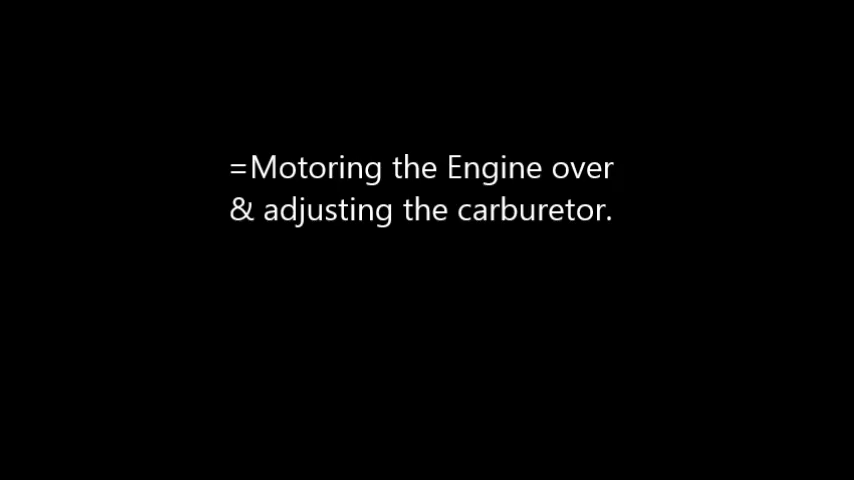 =Motoring the Engine over
& adjusting the carburetor.